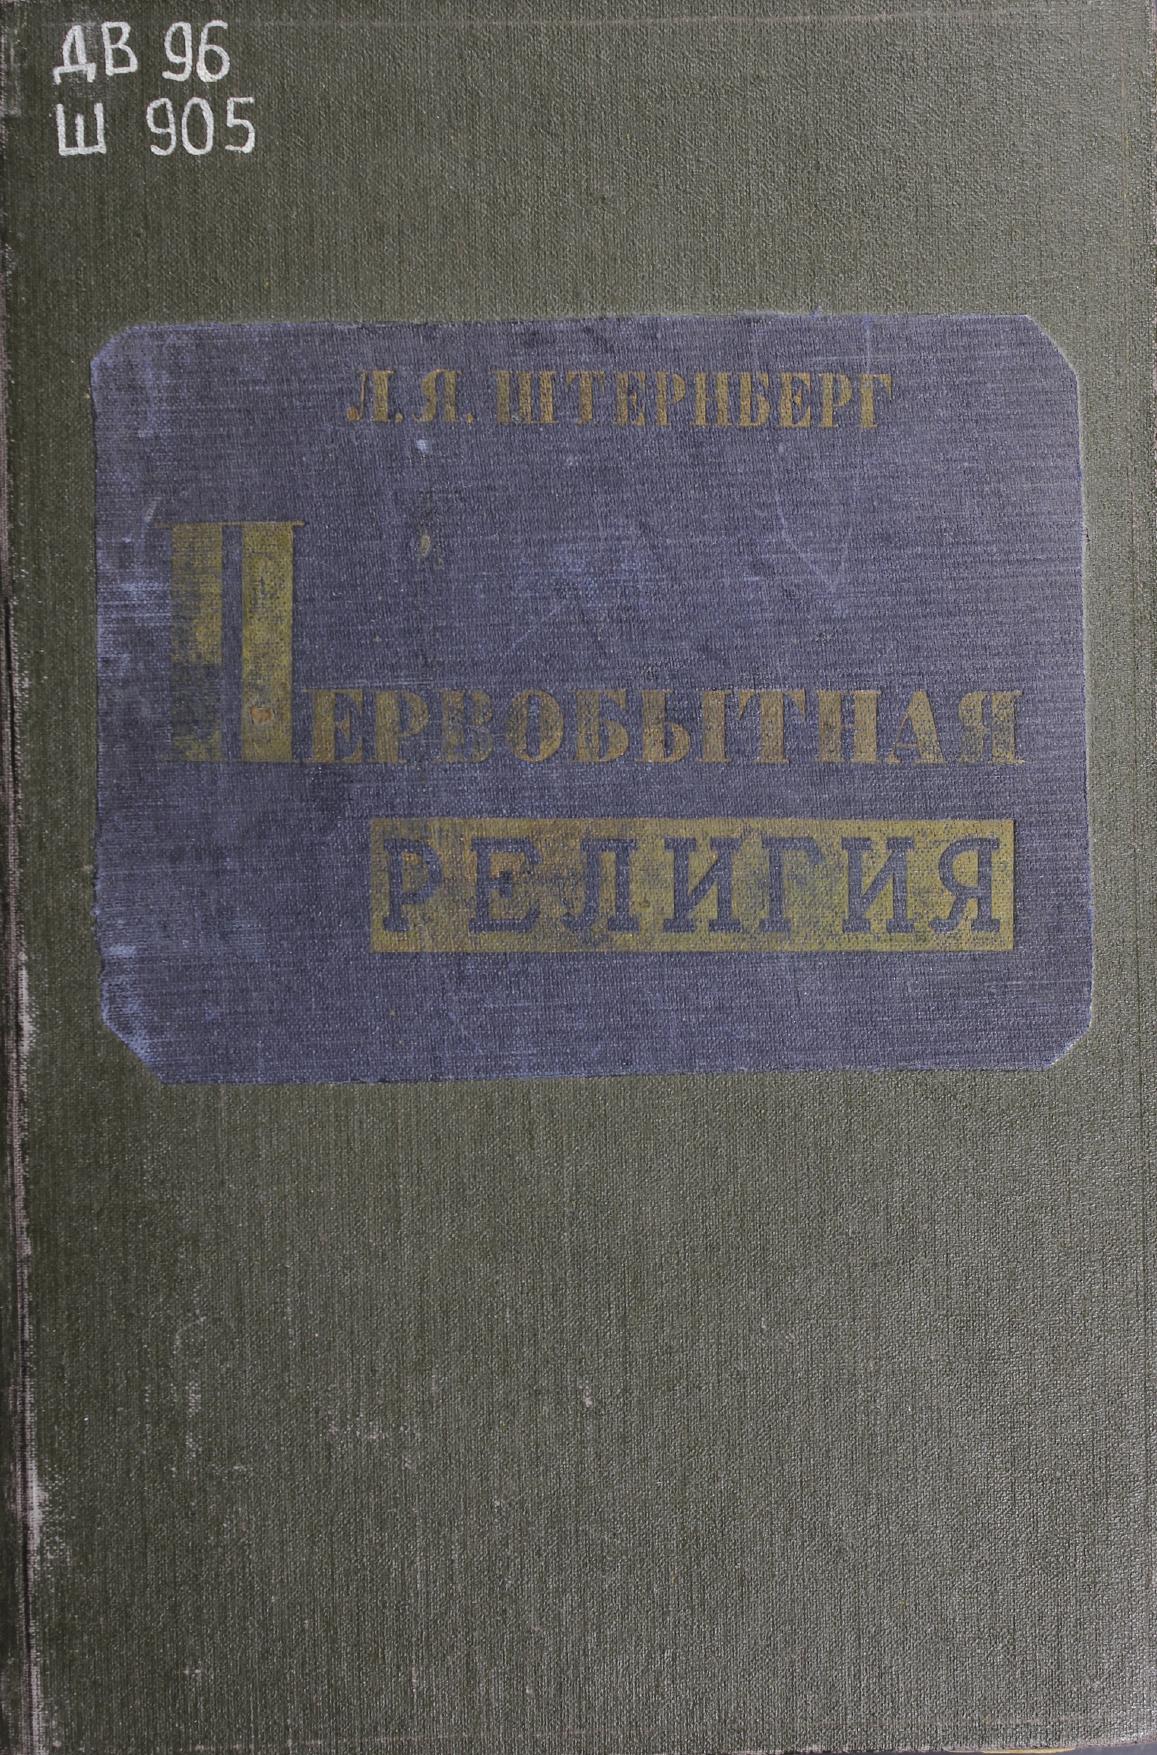 ДВ 96
Ш 905
Л. Я. ШТЕРНБЕРГ
ПЕРВОБЫТНАЯ
РЕЛИГИЯ